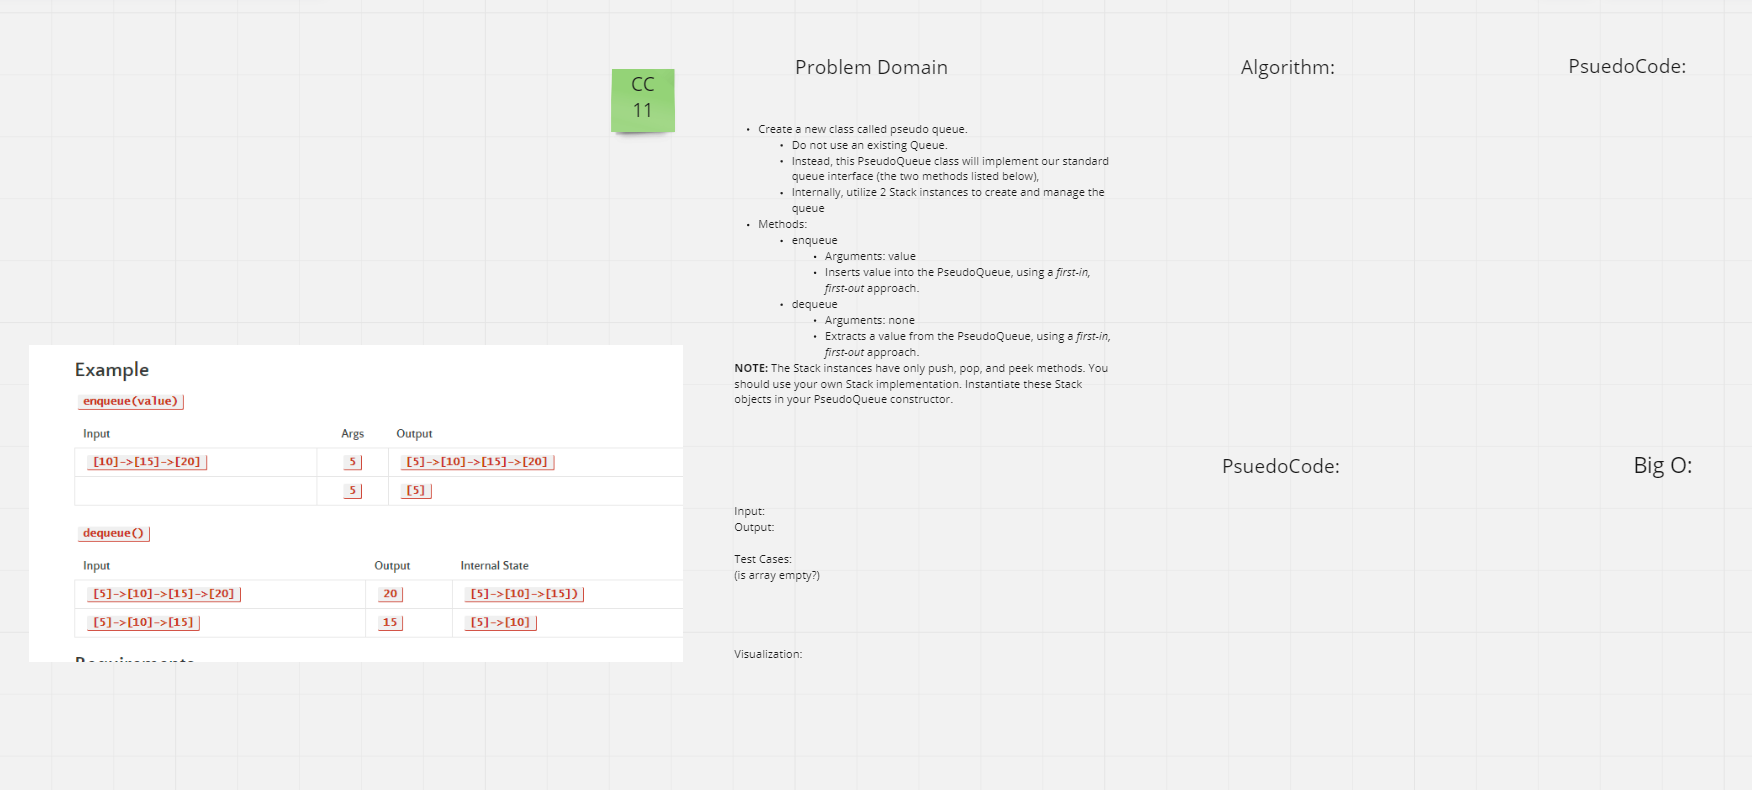 CC
11
Problem Domain
Algorithm:
PsuedoCode:
• Create a new class called pseudo queue.
• Do not use an existing Queue.
• Instead, this PseudoQueue class will implement our standard
queue interface (the two methods listed below),
• Internally, utilize 2 Stack instances to create and manage the
queue
• Methods:
• enqueue
• Arguments: value
• Inserts value into the PseudoQueue, using a first-in,
first-out approach.
• dequeue
• Arguments: none
• Extracts a value from the PseudoQueue, using a first-in,
first-out approach.
NOTE: The Stack instances have only push, pop, and peek methods. You
should use your own Stack implementation. Instantiate these Stack
objects in your PseudoQueue constructor.
Example
enqueue(value)
Input Args Output
[10]->[15]->[20] 5 [5]->[10]->[15]->[20]
5 [5]
dequeue()
Input Output Internal State
[5]->[10]->[15]->[20] 20 [5]->[10]->[15])
[5]->[10]->[15] 15 [5]->[10]
Requirements
PsuedoCode:
Big O:
Input:
Output:
Test Cases:
(is array empty?)
Visualization: